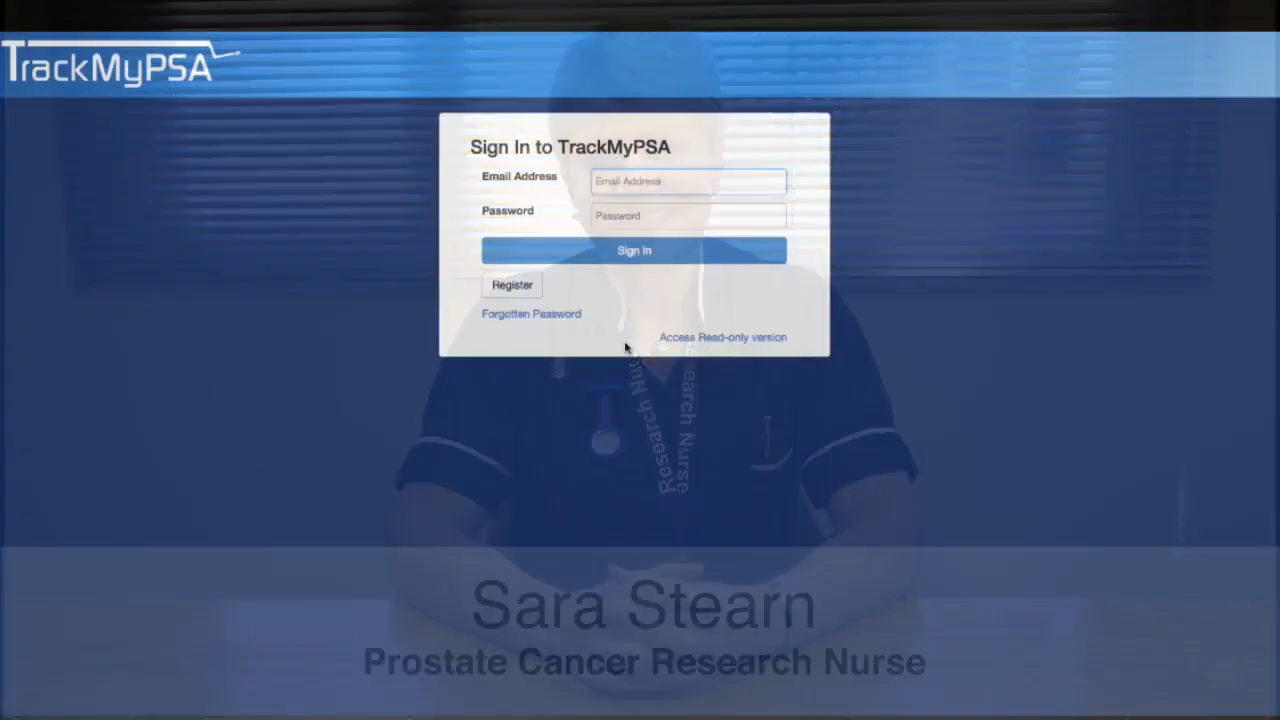 TrackMyPSA
Sign In to TrackMyPSA
Email Address
Email Address
Password
Password
Sign In
Register
Forgotten Password
Access Read-only version
Research Nurse
Research Nurse
Sara Stearn
Prostate Cancer Research Nurse